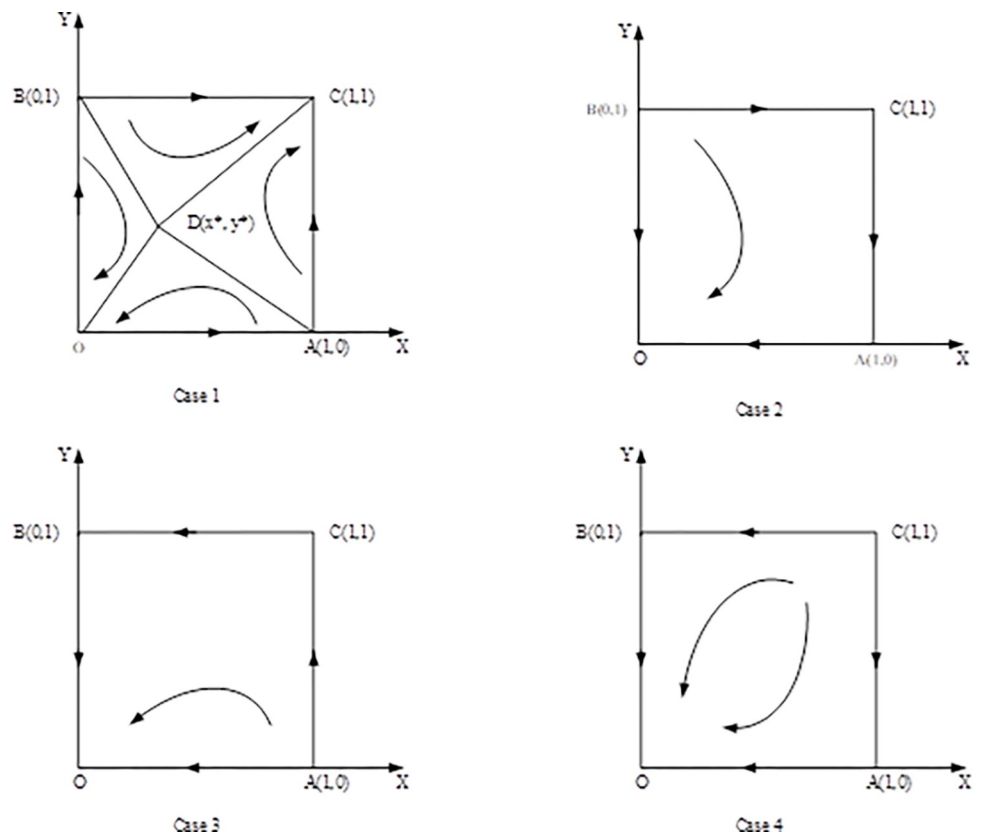 Y
B(0,1)
C(1,1)
D(x*, y*)
O
A(1,0)
X
Case 1
Y
B(0,1)
C(1,1)
O
A(1,0)
X
Case 2
Y
B(0,1)
C(1,1)
O
A(1,0)
X
Case 3
Y
B(0,1)
C(1,1)
O
A(1,0)
X
Case 4